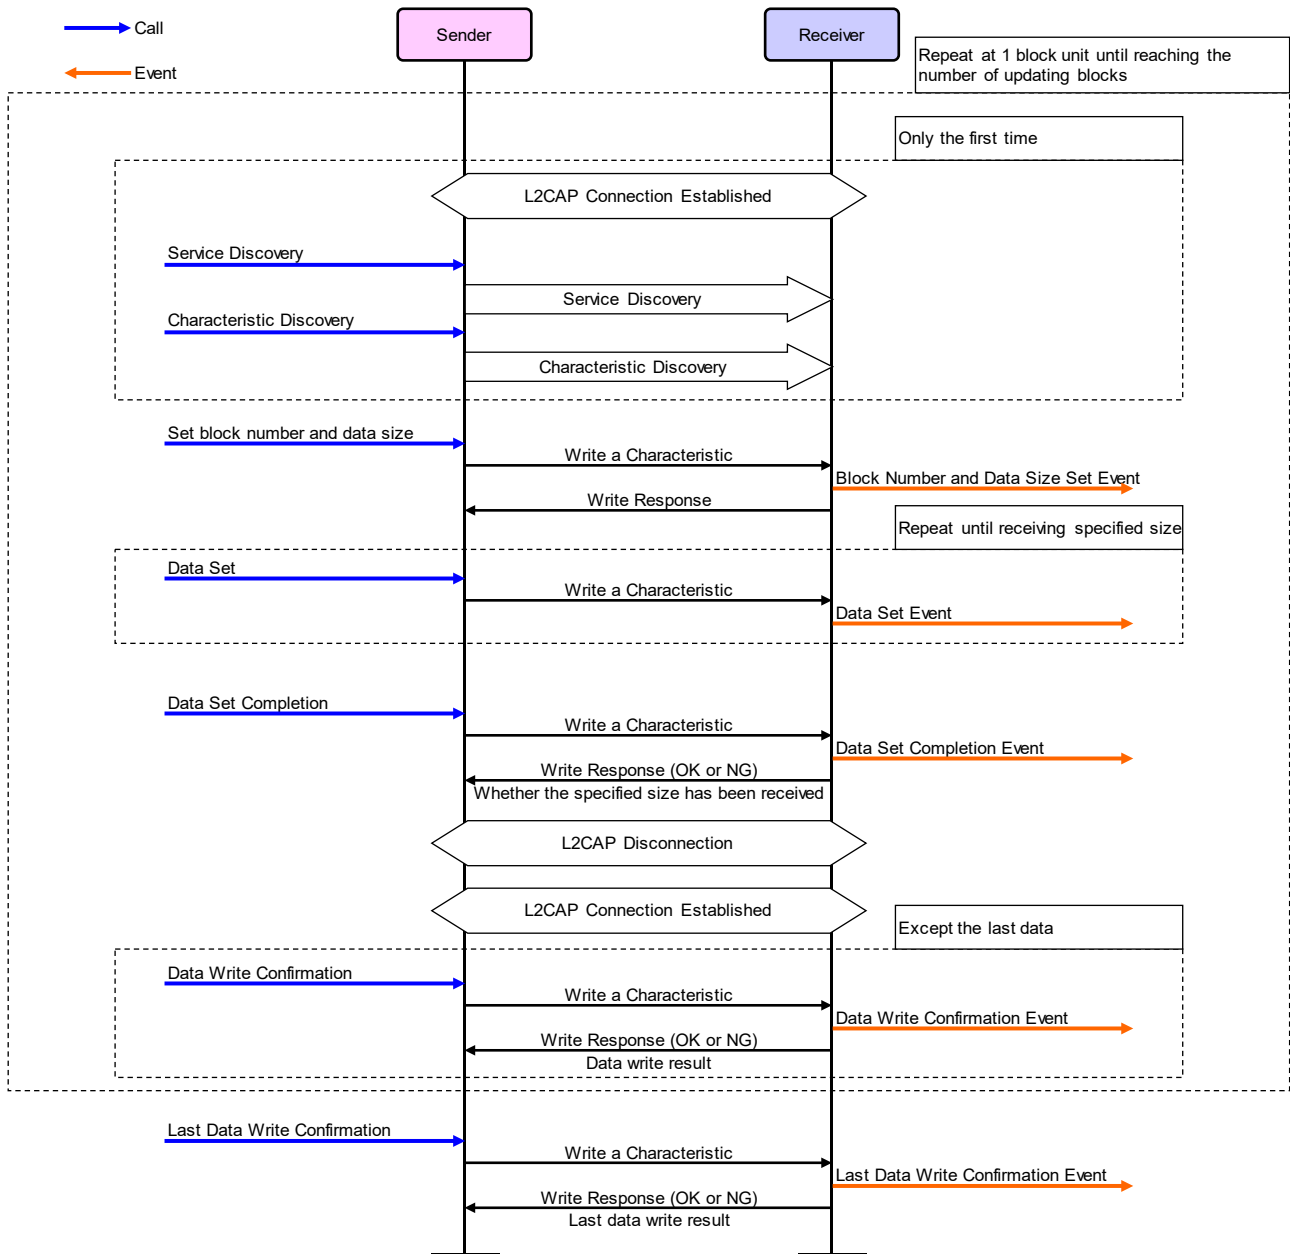 Call
Sender
Receiver
Event
Repeat at 1 block unit until reaching the
number of updating blocks
Only the first time
L2CAP Connection Established
Service Discovery
Service Discovery
Characteristic Discovery
Characteristic Discovery
Set block number and data size
Write a Characteristic
Block Number and Data Size Set Event
Write Response
Repeat until receiving specified size
Data Set
Write a Characteristic
Data Set Event
Data Set Completion
Write a Characteristic
Data Set Completion Event
Write Response (OK or NG)
Whether the specified size has been received
L2CAP Disconnection
L2CAP Connection Established
Except the last data
Data Write Confirmation
Write a Characteristic
Data Write Confirmation Event
Write Response (OK or NG)
Data write result
Last Data Write Confirmation
Write a Characteristic
Last Data Write Confirmation Event
Write Response (OK or NG)
Last data write result